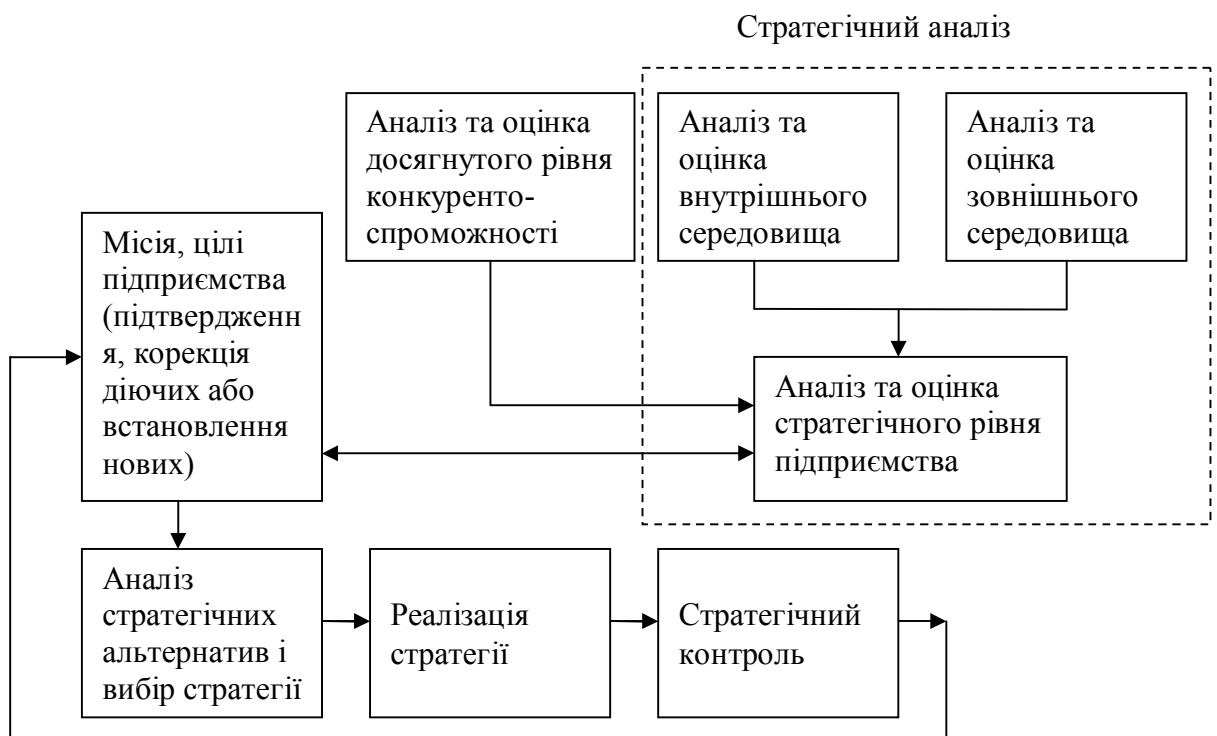 Стратегічний аналіз
Аналіз та оцінка
досягнутого рівня
конкуренто-
спроможності
Аналіз та
оцінка
внутрішнього
середовища
Аналіз та
оцінка
зовнішнього
середовища
Місія, цілі
підприємства
(підтвердженн
я, корекція
діючих або
встановлення
нових)
Аналіз та оцінка
стратегічного рівня
підприємства
Аналіз
стратегічних
альтернатив і
вибір стратегії
Реалізація
стратегії
Стратегічний
контроль